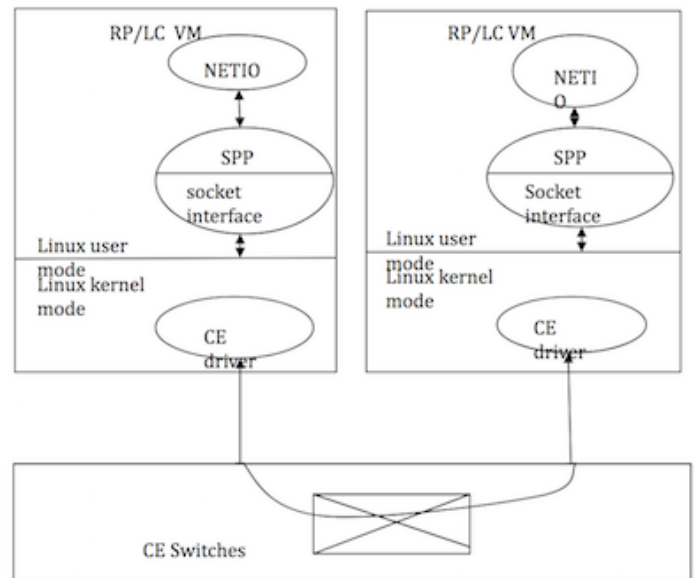 RP/LC VM
NETIO
SPP
socket
interface
Linux user
mode
Linux kernel
mode
CE
driver
RP/LC VM
NETI
O
SPP
Socket
interface
Linux user
mode
Linux kernel
mode
CE
driver
CE Switches